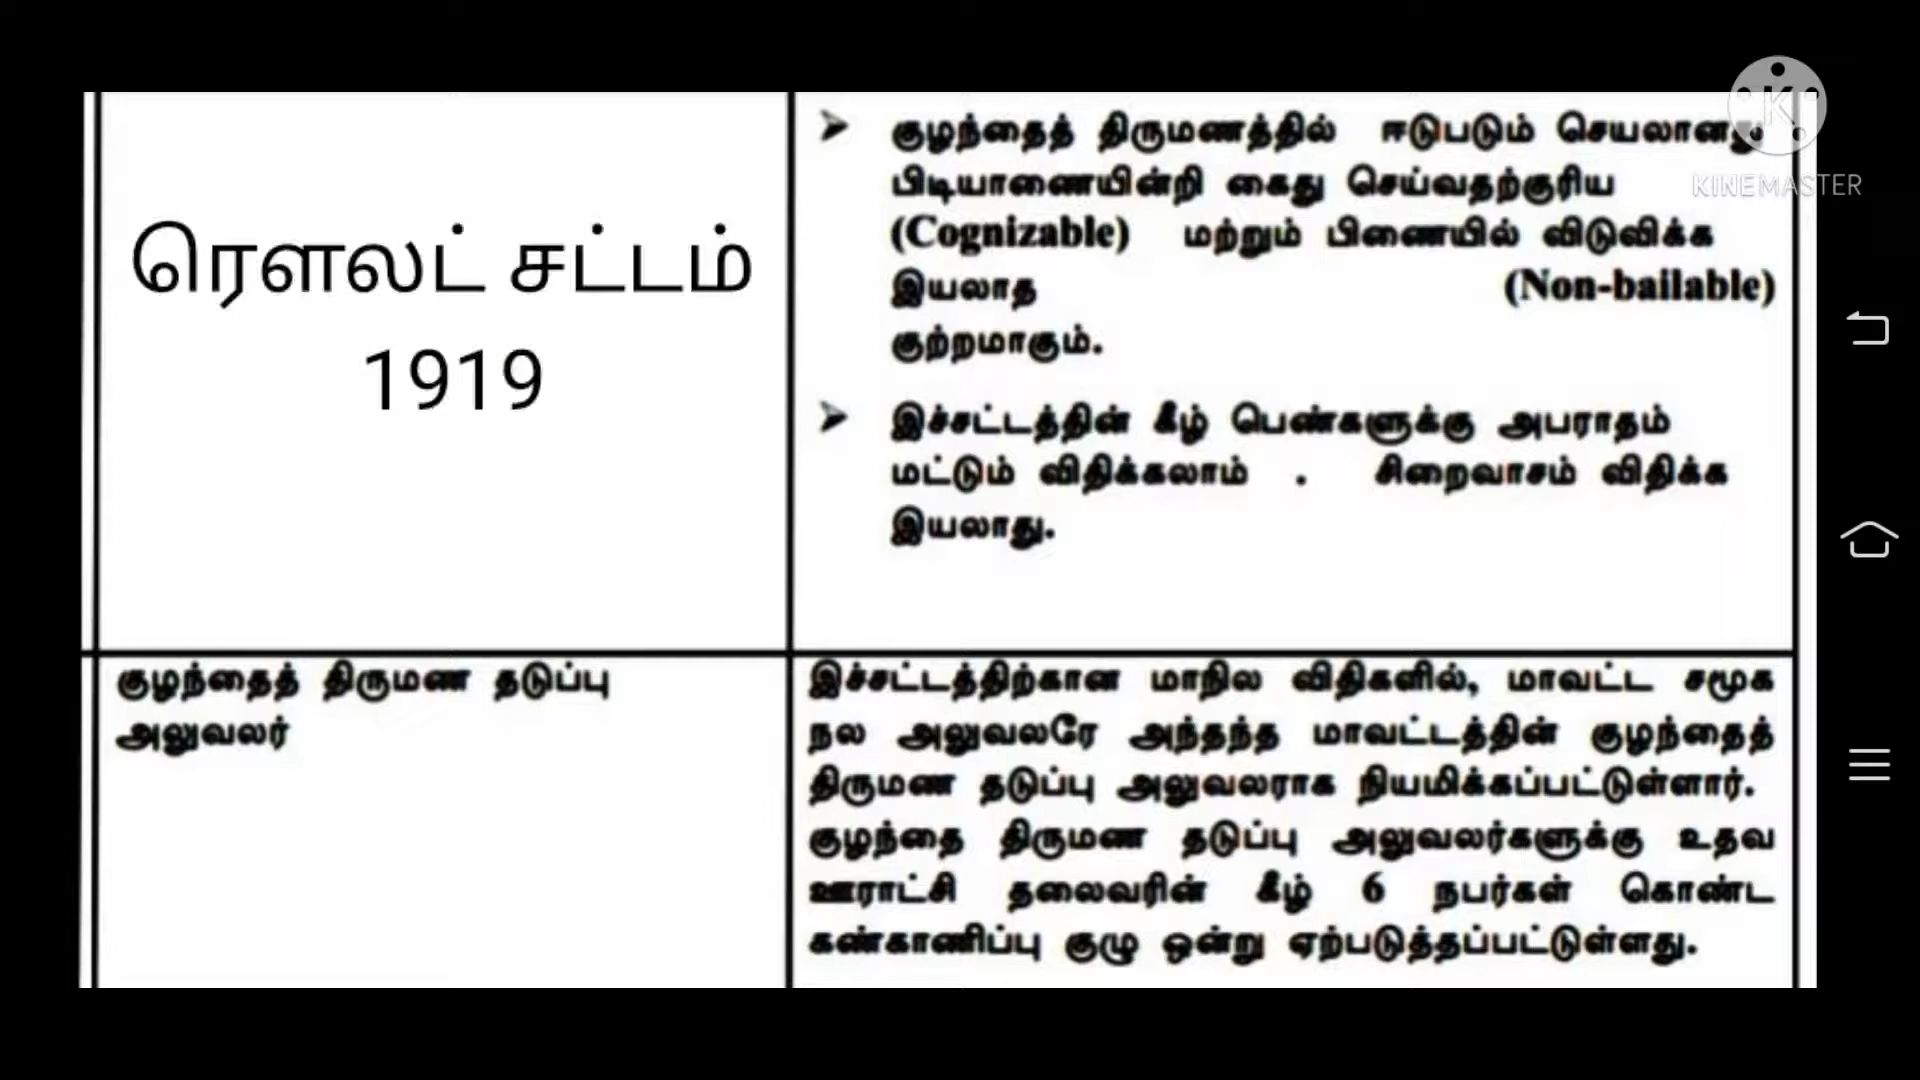 ரௌலட் சட்டம்
1919
➢ குழந்தைத் திருமணத்தில் ஈடுபடும் செயலானது
பிடியாணையின்றி கைது செய்வதற்குரிய
(Cognizable) மற்றும் பிணையில் விடுவிக்க
இயலாத (Non-bailable)
குற்றமாகும்.
➢ இச்சட்டத்தின் கீழ் பெண்களுக்கு அபராதம்
மட்டும் விதிக்கலாம் . சிறைவாசம் விதிக்க
இயலாது.
குழந்தைத் திருமண தடுப்பு
அலுவலர்
இச்சட்டத்திற்கான மாநில விதிகளில், மாவட்ட சமூக
நல அலுவலரே அந்தந்த மாவட்டத்தின் குழந்தைத்
திருமண தடுப்பு அலுவலராக நியமிக்கப்பட்டுள்ளார்.
குழந்தை திருமண தடுப்பு அலுவலர்களுக்கு உதவ
ஊராட்சி தலைவரின் கீழ் 6 நபர்கள் கொண்ட
கண்காணிப்பு குழு ஒன்று ஏற்படுத்தப்பட்டுள்ளது.
K
KINEMASTER